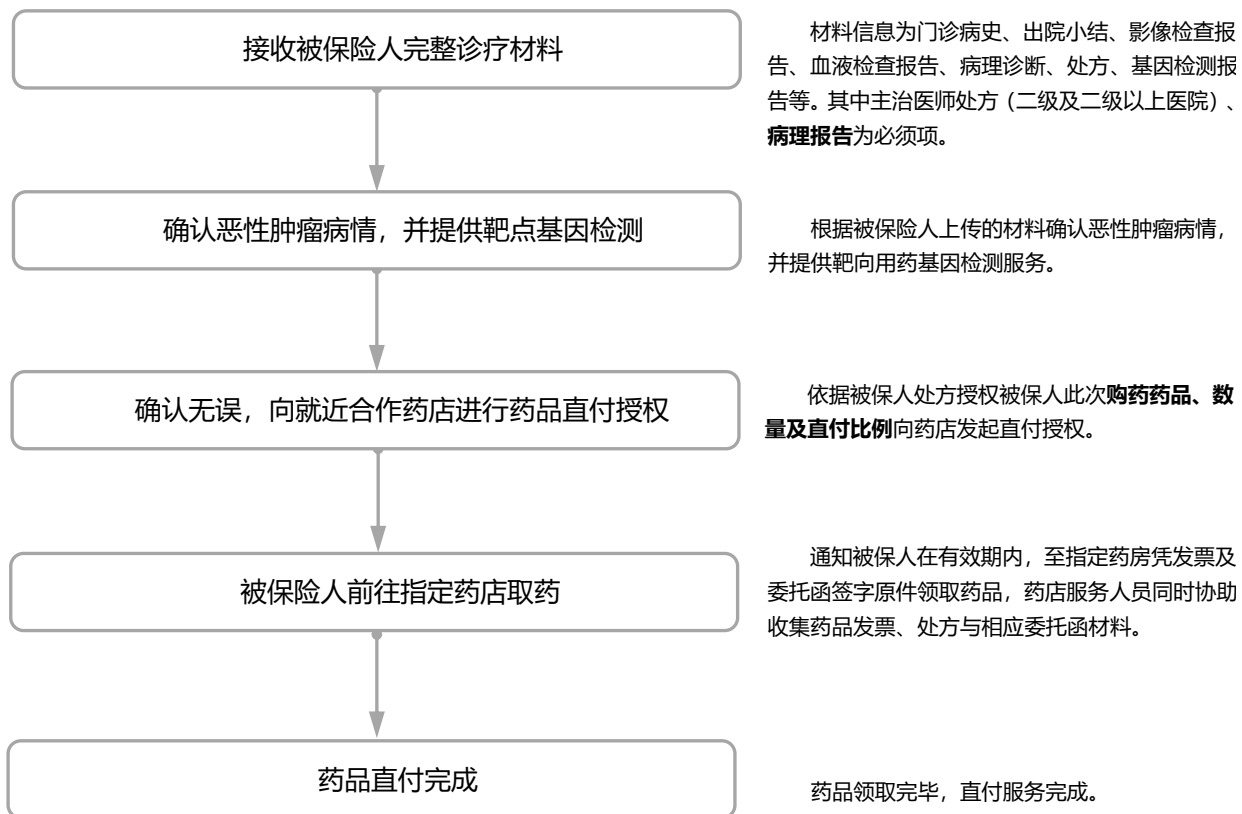 接收被保险人完整诊疗材料
材料信息为门诊病史、出院小结、影像检查报
告、血液检查报告、病理诊断、处方、基因检测报
告等。其中主治医师处方（二级及二级以上医院）、
病理报告为必须项。
确认恶性肿瘤病情，并提供靶点基因检测
根据被保险人上传的材料确认恶性肿瘤病情，
并提供靶向用药基因检测服务。
确认无误，向就近合作药店进行药品直付授权
依据被保人处方授权被保人此次购药药品、数
量及直付比例向药店发起直付授权。
被保险人前往指定药店取药
通知被保人在有效期内，至指定药房凭发票及
委托函签字原件领取药品，药店服务人员同时协助
收集药品发票、处方与相应委托函材料。
药品直付完成
药品领取完毕，直付服务完成。